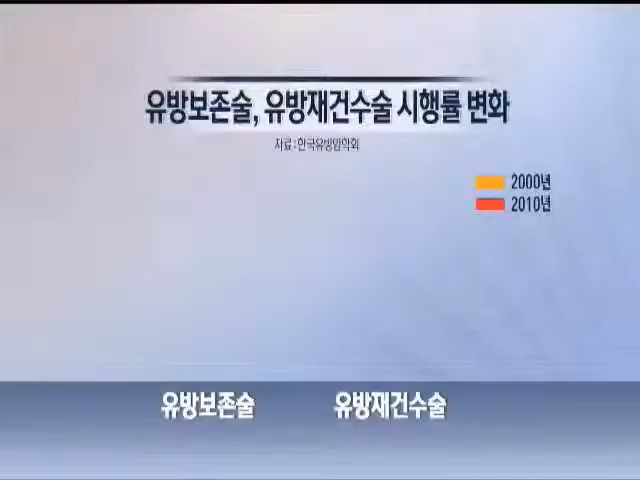 유방보존술, 유방재건수술 시행률 변화
자료:한국유방암학회
2000년
2010년
유방보존술
유방재건수술